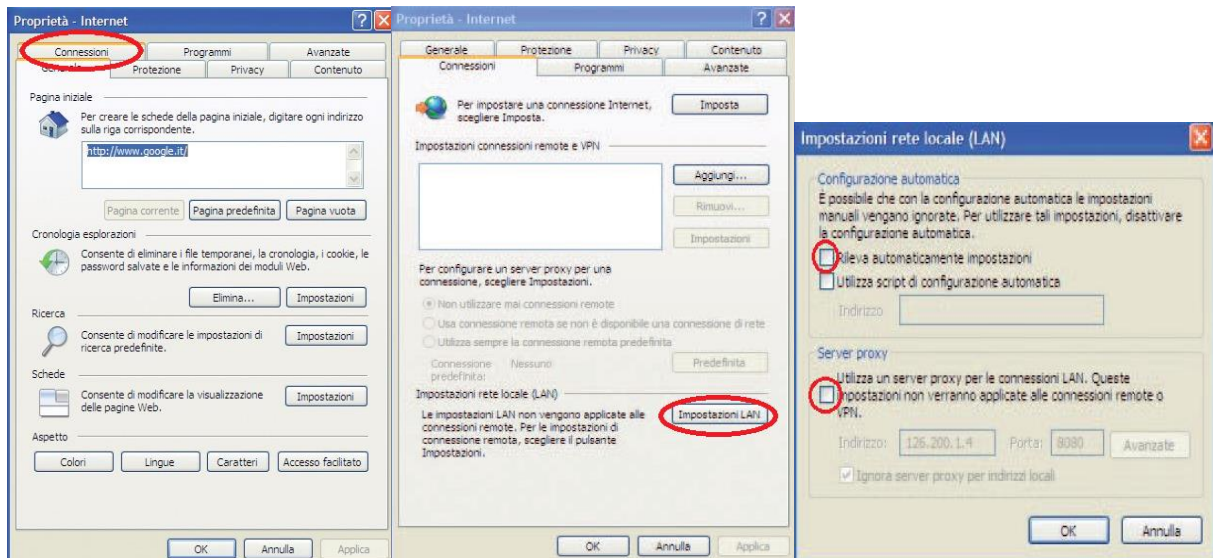 Proprietà - Internet
Connessioni
Programmi
Avanzate
Generale
Protezione
Privacy
Contenuto
Pagina iniziale
Per creare le schede della pagina iniziale, digitare ogni indirizzo
sulla riga corrispondente.
http://www.google.it/
Pagina corrente
Pagina predefinita
Pagina vuota
Cronologia esplorazioni
Consente di eliminare i file temporanei, la cronologia, i cookie, le
password salvate e le informazioni dei moduli Web.
Elimina...
Impostazioni
Ricerca
Consente di modificare le impostazioni di
ricerca predefinite.
Impostazioni
Schede
Consente di modificare la visualizzazione
delle pagine Web.
Impostazioni
Aspetto
Colori
Lingue
Caratteri
Accesso facilitato
OK
Annulla
Applica
Proprietà - Internet
Generale
Protezione
Privacy
Contenuto
Connessioni
Programmi
Avanzate
Per impostare una connessione Internet,
scegliere Imposta.
Imposta
Impostazioni connessioni remote e VPN
Aggiungi...
Rimuovi...
Impostazioni
Per configurare un server proxy per una
connessione, scegliere Impostazioni.
Non utilizzare mai connessioni remote
Usa connessione remota se non è disponibile una connessione di rete
Utilizza sempre la connessione remota predefinita
Connessione
predefinita:
Nessuno
Predefinita
Impostazioni rete locale (LAN)
Le impostazioni LAN non vengono applicate alle
connessioni remote. Per le impostazioni di
connessione remota, scegliere il pulsante
Impostazioni.
Impostazioni LAN
OK
Annulla
Applica
Impostazioni rete locale (LAN)
Configurazione automatica
È possibile che con la configurazione automatica le impostazioni
manuali vengano ignorate. Per utilizzare tali impostazioni, disattivare
la configurazione automatica.
Rileva automaticamente impostazioni
Utilizza script di configurazione automatica
Indirizzo
Server proxy
Utilizza un server proxy per le connessioni LAN. Queste
impostazioni non verranno applicate alle connessioni remote o
VPN.
Indirizzo: 126.200.1.4 Porta: 8080 Avanzate
Ignora server proxy per indirizzi locali
OK
Annulla